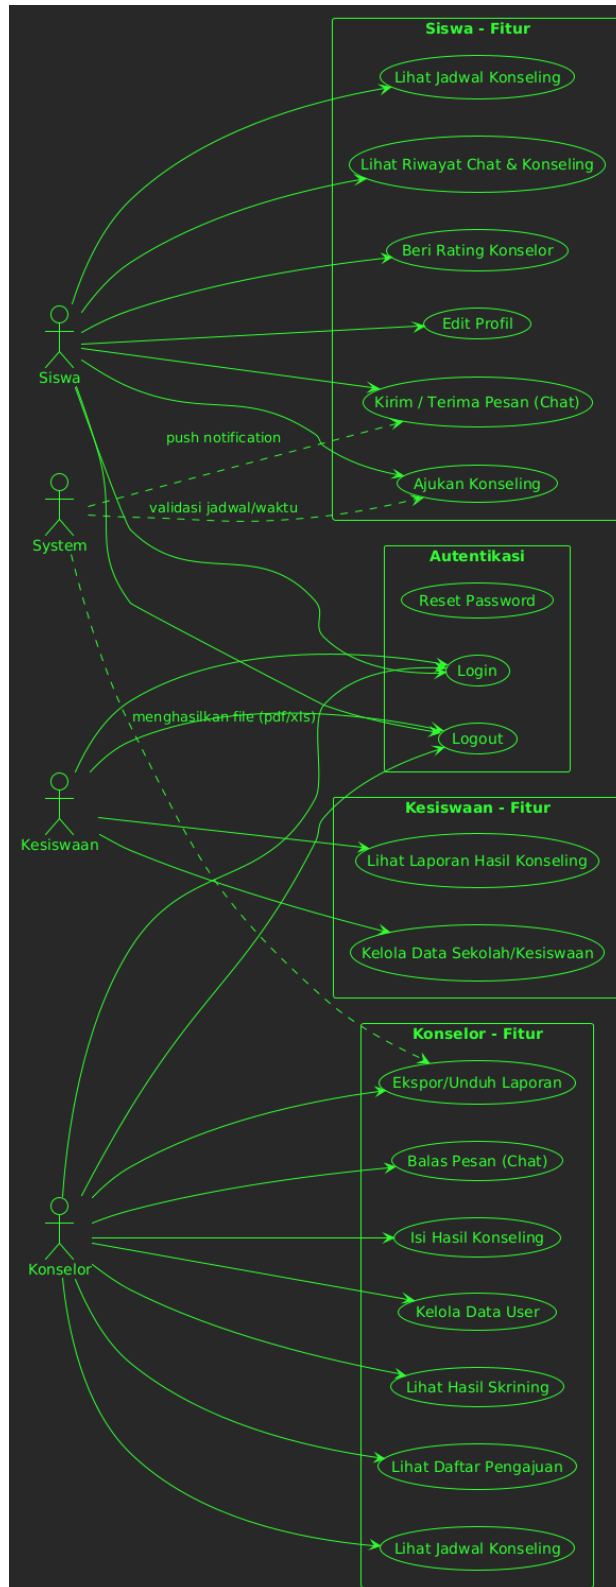 Siswa - Fitur
Lihat Jadwal Konseling
Lihat Riwayat Chat & Konseling
Beri Rating Konselor
Edit Profil
Siswa
Kirim / Terima Pesan (Chat)
push notification
Ajukan Konseling
validasi jadwal/waktu
System
Autentikasi
Reset Password
Login
menghasilkan file (pdf/xls)
Logout
Kesiswaan - Fitur
Kesiswaan
Lihat Laporan Hasil Konseling
Kelola Data Sekolah/Kesiswaan
Konselor - Fitur
Ekspor/Unduh Laporan
Balas Pesan (Chat)
Isi Hasil Konseling
Konselor
Kelola Data User
Lihat Hasil Skrining
Lihat Daftar Pengajuan
Lihat Jadwal Konseling